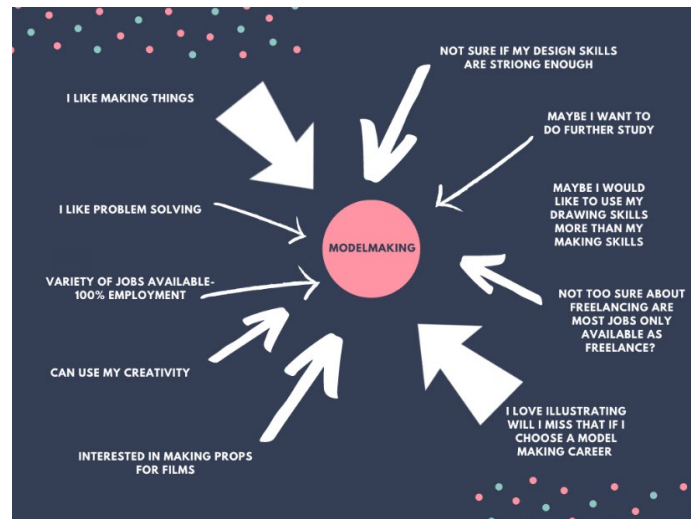 NOT SURE IF MY DESIGN SKILLS
ARE STRIONG ENOUGH
I LIKE MAKING THINGS
MAYBE I WANT TO
DO FURTHER STUDY
I LIKE PROBLEM SOLVING
MAYBE I WOULD
LIKE TO USE MY
DRAWING SKILLS
MORE THAN MY
MAKING SKILLS
MODELMAKING
VARIETY OF JOBS AVAILABLE-
100% EMPLOYMENT
NOT TOO SURE ABOUT
FREELANCING ARE
MOST JOBS ONLY
AVAILABLE AS
FREELANCE?
CAN USE MY CREATIVITY
I LOVE ILLUSTRATING
WILL I MISS THAT IF I
CHOOSE A MODEL
MAKING CAREER
INTERESTED IN MAKING PROPS
FOR FILMS